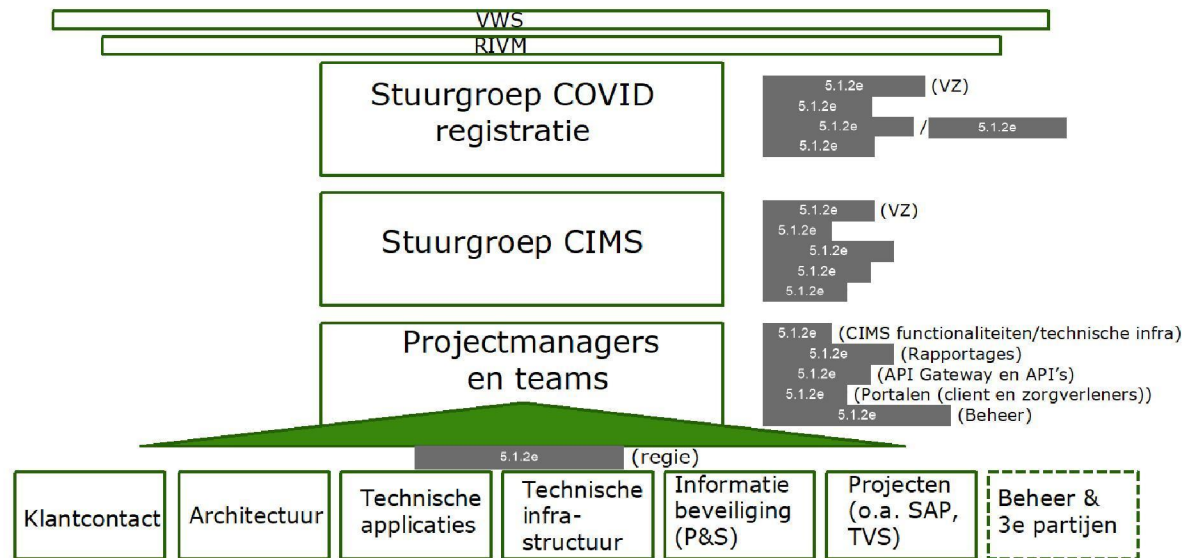 VWS
RIVM
Stuurgroep COVID
registratie
5.1.2e (VZ)
5.1.2e
5.1.2e / 5.1.2e
5.1.2e
Stuurgroep CIMS
5.1.2e (VZ)
5.1.2e
5.1.2e
5.1.2e
5.1.2e
Projectmanagers
en teams
5.1.2e (CIMS functionaliteiten/technische infra)
5.1.2e (Rapportages)
5.1.2e (API Gateway en API's)
5.1.2e (Portalen (client en zorgverleners))
5.1.2e (Beheer)
5.1.2e (regie)
Klantcontact
Architectuur
Technische
applicaties
Technische
infra-
structuur
Informatie
beveiliging
(P&S)
Projecten
(o.a. SAP,
TVS)
Beheer &
3e partijen